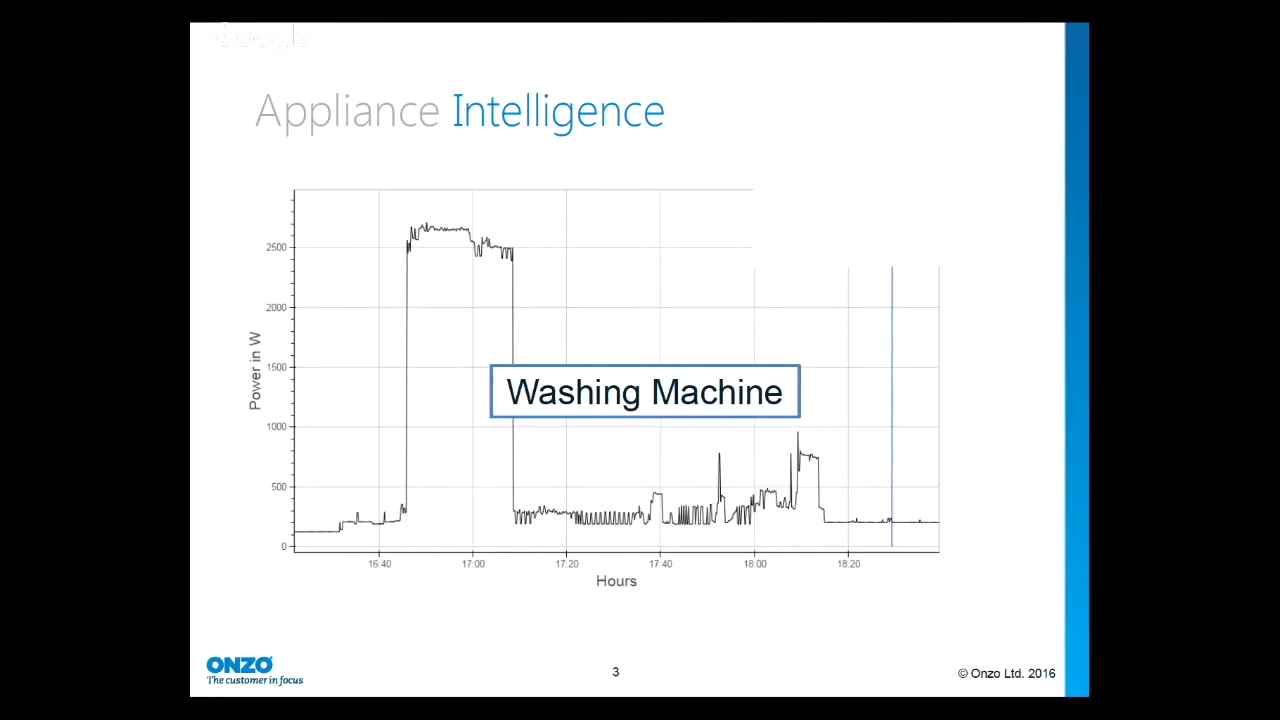 Google
Appliance Intelligence
2500
2000
1500
1000
500
0
Power in W
Washing Machine
16:40
17:00
17:20
17:40
18:00
18:20
Hours
ONZO
The customer in focus
3
© Onzo Ltd. 2016